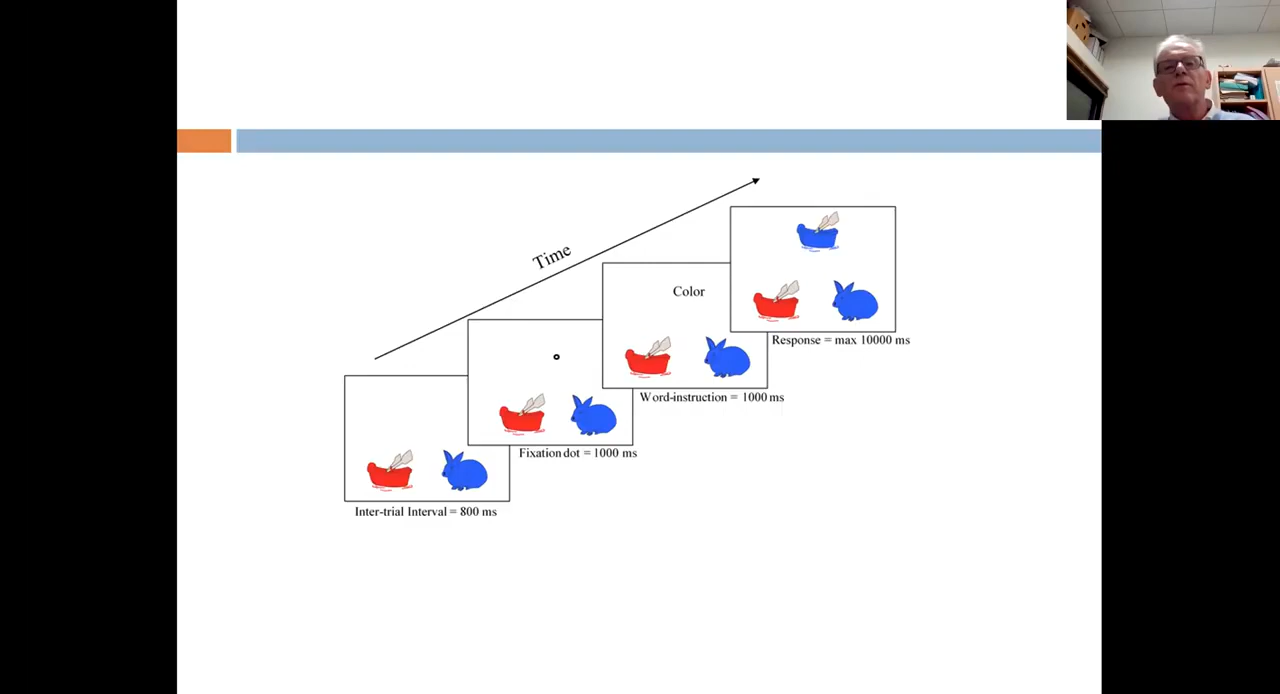 Time
Color
Response = max 10000 ms
Word-instruction = 1000 ms
Fixation dot = 1000 ms
Inter-trial Interval = 800 ms